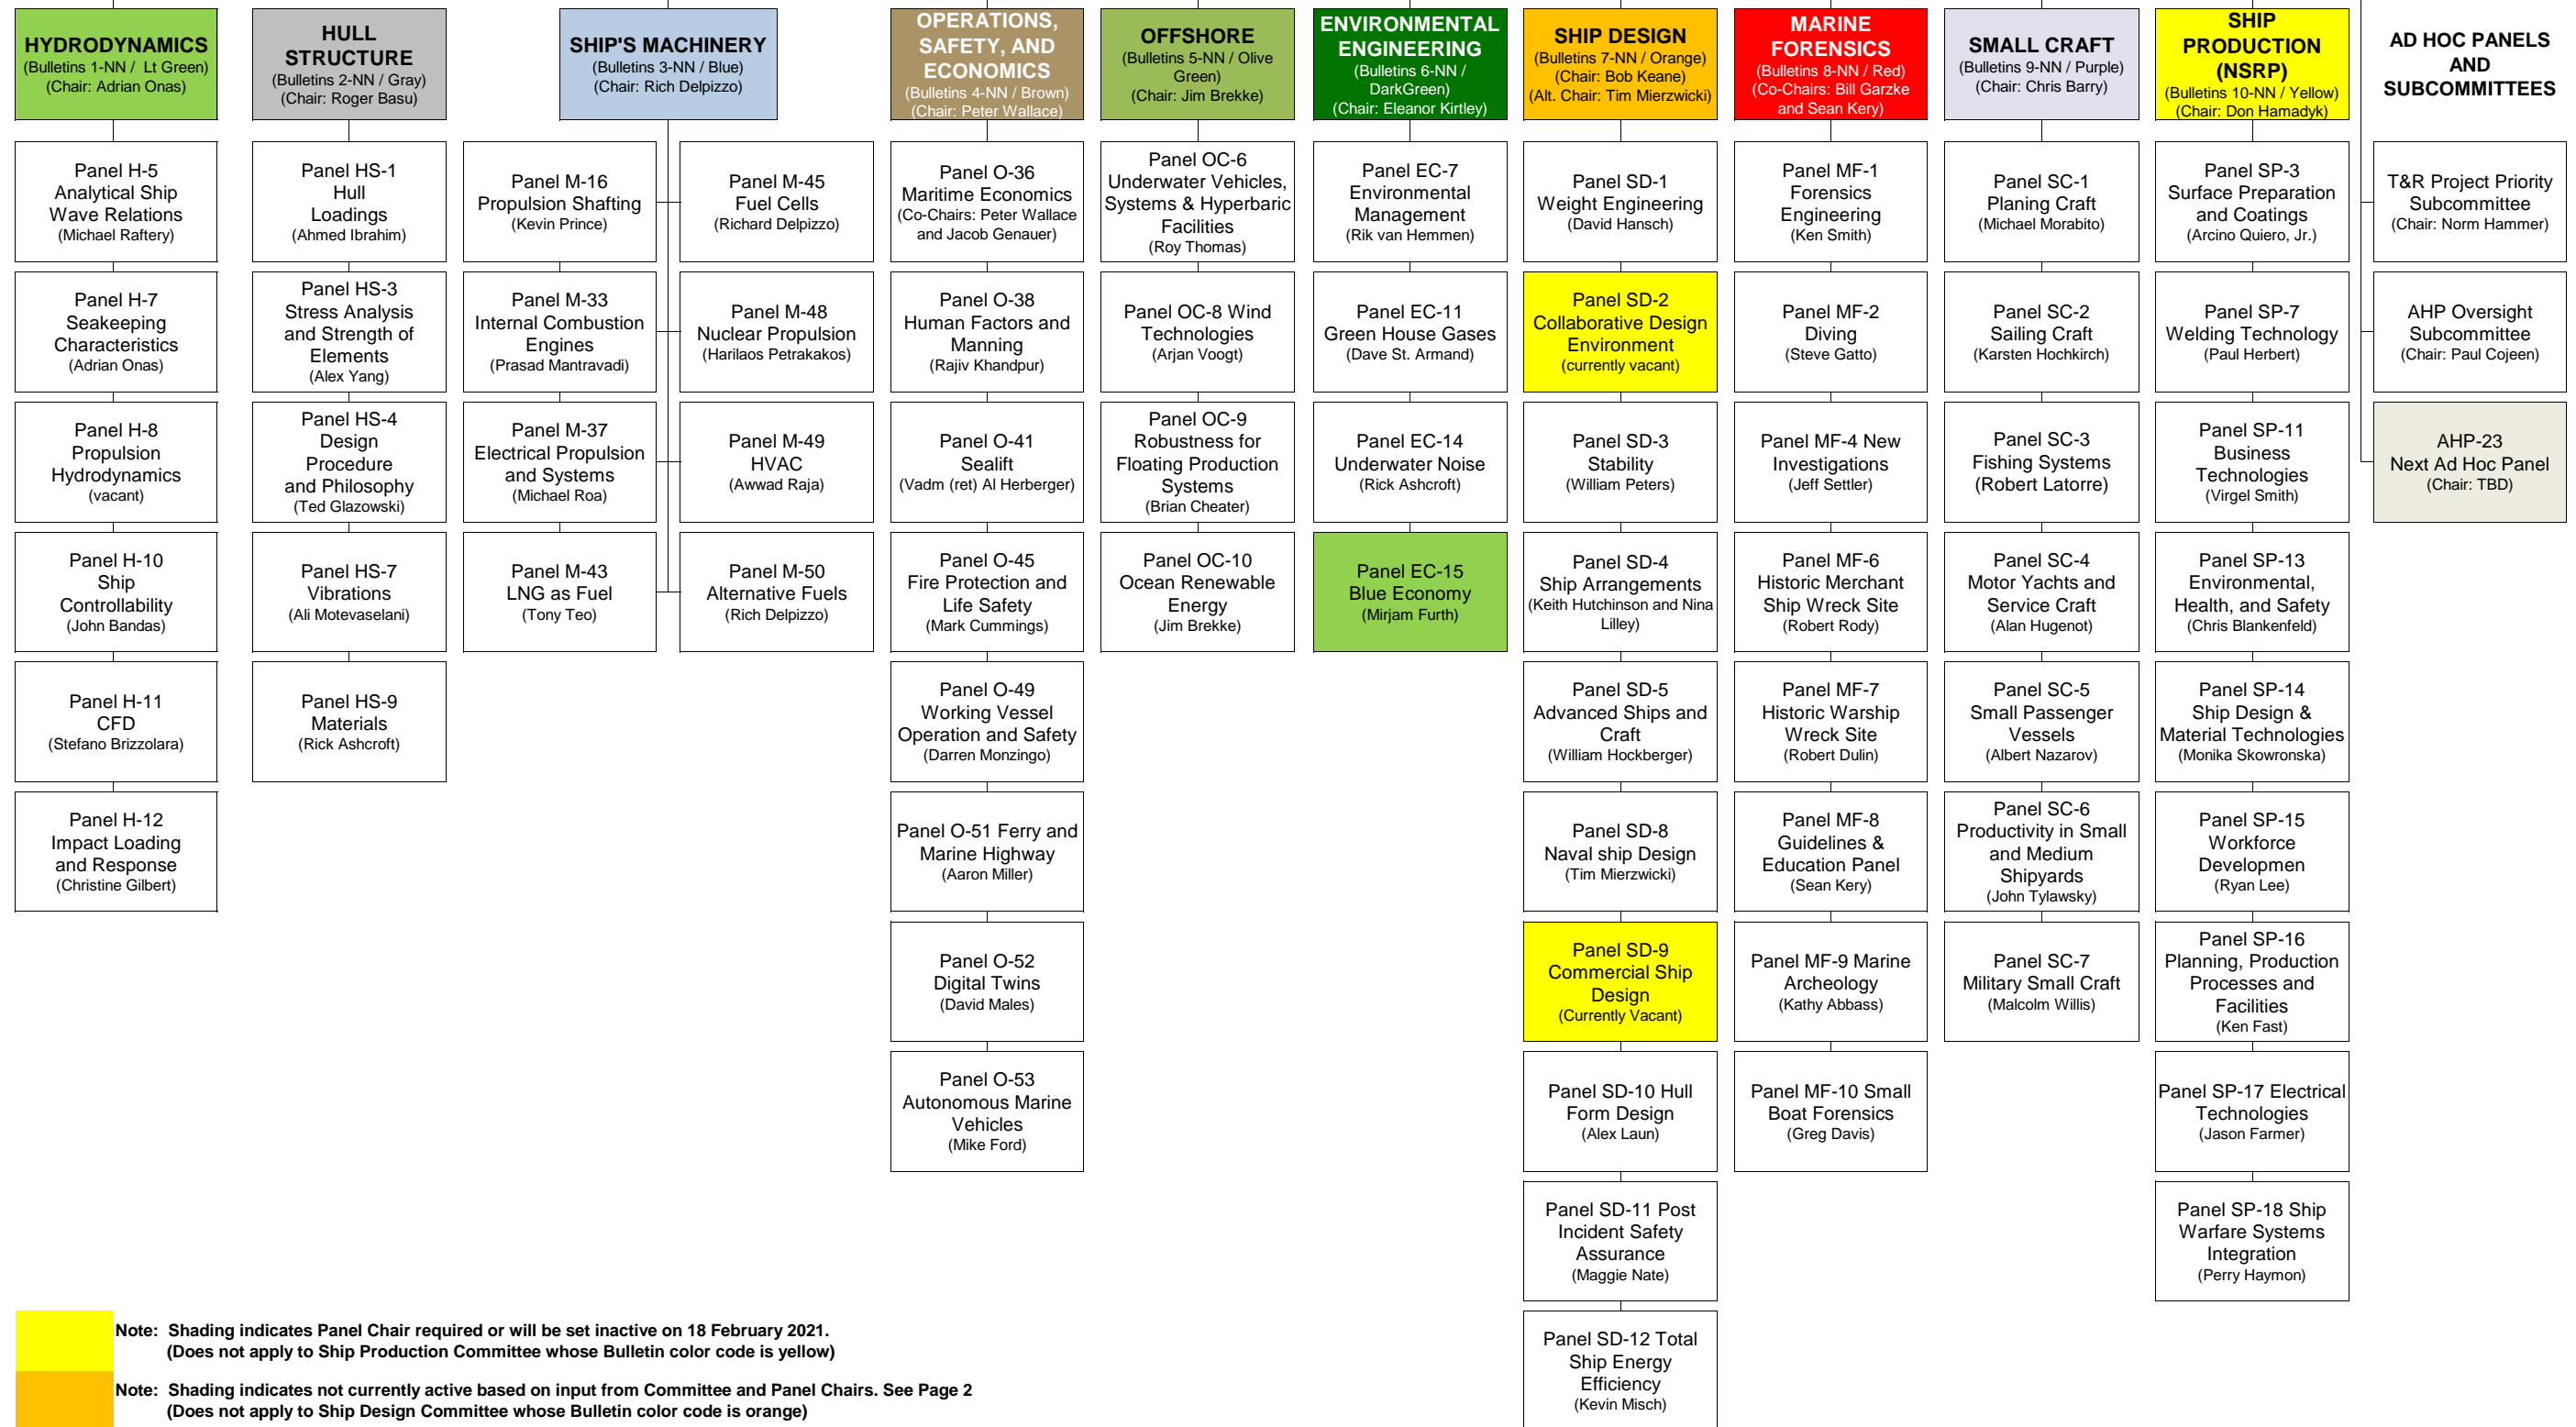 HYDRODYNAMICS
(Bulletins 1-NN / Lt Green)
(Chair: Adrian Onas)
Panel H-5
Analytical Ship
Wave Relations
(Michael Raftery)
Panel H-7
Seakeeping
Characteristics
(Adrian Onas)
Panel H-8
Propulsion
Hydrodynamics
(vacant)
Panel H-10
Ship
Controllability
(John Bandas)
Panel H-11
CFD
(Stefano Brizzolara)
Panel H-12
Impact Loading
and Response
(Christine Gilbert)
HULL
STRUCTURE
(Bulletins 2-NN / Gray)
(Chair: Roger Basu)
Panel HS-1
Hull
Loadings
(Ahmed Ibrahim)
Panel HS-3
Stress Analysis
and Strength of
Elements
(Alex Yang)
Panel HS-4
Design
Procedure
and Philosophy
(Ted Glazowski)
Panel HS-7
Vibrations
(Ali Motevaselani)
Panel HS-9
Materials
(Rick Ashcroft)
SHIP'S MACHINERY
(Bulletins 3-NN / Blue)
(Chair: Rich Delpizzo)
Panel M-16
Propulsion Shafting
(Kevin Prince)
Panel M-33
Internal Combustion
Engines
(Prasad Mantravadi)
Panel M-37
Electrical Propulsion
and Systems
(Michael Roa)
Panel M-43
LNG as Fuel
(Tony Teo)
Panel M-45
Fuel Cells
(Richard Delpizzo)
Panel M-48
Nuclear Propulsion
(Harilaos Petrakakos)
Panel M-49
HVAC
(Awwad Raja)
Panel M-50
Alternative Fuels
(Rich Delpizzo)
OPERATIONS,
SAFETY, AND
ECONOMICS
(Bulletins 4-NN / Brown)
(Chair: Peter Wallace)
Panel O-36
Maritime Economics
(Co-Chairs: Peter Wallace
and Jacob Genauer)
Panel O-38
Human Factors and
Manning
(Rajiv Khandpur)
Panel O-41
Sealift
(Vadm (ret) Al Herberger)
Panel O-45
Fire Protection and
Life Safety
(Mark Cummings)
Panel O-49
Working Vessel
Operation and Safety
(Darren Monzingo)
Panel O-51 Ferry and
Marine Highway
(Aaron Miller)
Panel O-52
Digital Twins
(David Males)
Panel O-53
Autonomous Marine
Vehicles
(Mike Ford)
OFFSHORE
(Bulletins 5-NN / Olive
Green)
(Chair: Jim Brekke)
Panel OC-6
Underwater Vehicles,
Systems & Hyperbaric
Facilities
(Roy Thomas)
Panel OC-8 Wind
Technologies
(Arjan Voogt)
Panel OC-9
Robustness for
Floating Production
Systems
(Brian Cheater)
Panel OC-10
Ocean Renewable
Energy
(Jim Brekke)
ENVIRONMENTAL
ENGINEERING
(Bulletins 6-NN /
DarkGreen)
(Chair: Eleanor Kirtley)
Panel EC-7
Environmental
Management
(Rik van Hemmen)
Panel EC-11
Green House Gases
(Dave St. Armand)
Panel EC-14
Underwater Noise
(Rick Ashcroft)
Panel EC-15
Blue Economy
(Mirjam Furth)
SHIP DESIGN
(Bulletins 7-NN / Orange)
(Chair: Bob Keane)
(Alt. Chair: Tim Mierzwicki)
Panel SD-1
Weight Engineering
(David Hansch)
Panel SD-2
Collaborative Design
Environment
(currently vacant)
Panel SD-3
Stability
(William Peters)
Panel SD-4
Ship Arrangements
(Keith Hutchinson and Nina
Lilley)
Panel SD-5
Advanced Ships and
Craft
(William Hockberger)
Panel SD-8
Naval ship Design
(Tim Mierzwicki)
Panel SD-9
Commercial Ship
Design
(Currently Vacant)
Panel SD-10 Hull
Form Design
(Alex Laun)
Panel SD-11 Post
Incident Safety
Assurance
(Maggie Nate)
Panel SD-12 Total
Ship Energy
Efficiency
(Kevin Misch)
MARINE
FORENSICS
(Bulletins 8-NN / Red)
(Co-Chairs: Bill Garzke
and Sean Kery)
Panel MF-1
Forensics
Engineering
(Ken Smith)
Panel MF-2
Diving
(Steve Gatto)
Panel MF-4 New
Investigations
(Jeff Settler)
Panel MF-6
Historic Merchant
Ship Wreck Site
(Robert Rody)
Panel MF-7
Historic Warship
Wreck Site
(Robert Dulin)
Panel MF-8
Guidelines &
Education Panel
(Sean Kery)
Panel MF-9 Marine
Archeology
(Kathy Abbass)
Panel MF-10 Small
Boat Forensics
(Greg Davis)
SMALL CRAFT
(Bulletins 9-NN / Purple)
(Chair: Chris Barry)
Panel SC-1
Planing Craft
(Michael Morabito)
Panel SC-2
Sailing Craft
(Karsten Hochkirch)
Panel SC-3
Fishing Systems
(Robert Latorre)
Panel SC-4
Motor Yachts and
Service Craft
(Alan Hugenot)
Panel SC-5
Small Passenger
Vessels
(Albert Nazarov)
Panel SC-6
Productivity in Small
and Medium
Shipyards
(John Tylawsky)
Panel SC-7
Military Small Craft
(Malcolm Willis)
SHIP
PRODUCTION
(NSRP)
(Bulletins 10-NN / Yellow)
(Chair: Don Hamadyk)
Panel SP-3
Surface Preparation
and Coatings
(Arcino Quiero, Jr.)
Panel SP-7
Welding Technology
(Paul Herbert)
Panel SP-11
Business
Technologies
(Virgel Smith)
Panel SP-13
Environmental,
Health, and Safety
(Chris Blankenfeld)
Panel SP-14
Ship Design &
Material Technologies
(Monika Skowronska)
Panel SP-15
Workforce
Developmen
(Ryan Lee)
Panel SP-16
Planning, Production
Processes and
Facilities
(Ken Fast)
Panel SP-17 Electrical
Technologies
(Jason Farmer)
Panel SP-18 Ship
Warfare Systems
Integration
(Perry Haymon)
AD HOC PANELS
AND
SUBCOMMITTEES
T&R Project Priority
Subcommittee
(Chair: Norm Hammer)
AHP Oversight
Subcommittee
(Chair: Paul Cojeen)
AHP-23
Next Ad Hoc Panel
(Chair: TBD)
Note: Shading indicates Panel Chair required or will be set inactive on 18 February 2021.
(Does not apply to Ship Production Committee whose Bulletin color code is yellow)
Note: Shading indicates not currently active based on input from Committee and Panel Chairs. See Page 2
(Does not apply to Ship Design Committee whose Bulletin color code is orange)